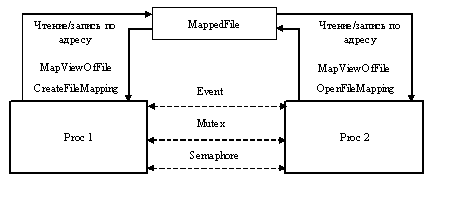 MappedFile
Чтение/запись по
адресу
Чтение/запись по
адресу
MapViewOfFile
CreateFileMapping
MapViewOfFile
OpenFileMapping
Event
Proc 1
Mutex
Proc 2
Semaphore